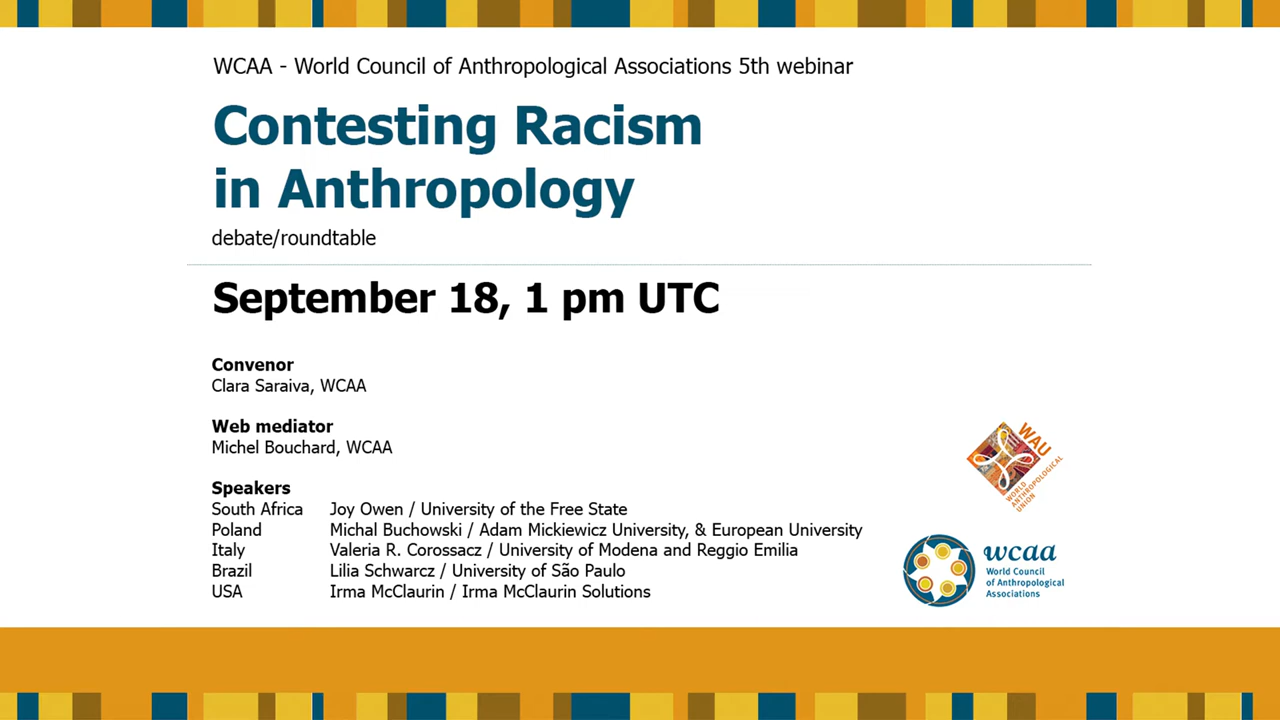 WCAA - World Council of Anthropological Associations 5th webinar
Contesting Racism
in Anthropology
debate/roundtable
September 18, 1 pm UTC
Convenor
Clara Saraiva, WCAA
Web mediator
Michel Bouchard, WCAA
Speakers
South Africa Joy Owen / University of the Free State
Poland Michal Buchowski / Adam Mickiewicz University, & European University
Italy Valeria R. Corossacz / University of Modena and Reggio Emilia
Brazil Lilia Schwarcz / University of São Paulo
USA Irma McClaurin / Irma McClaurin Solutions
WAU
WORLD
ANTHROPOLOGICAL
UNION
wcaa
World Council
of Anthropological
Associations